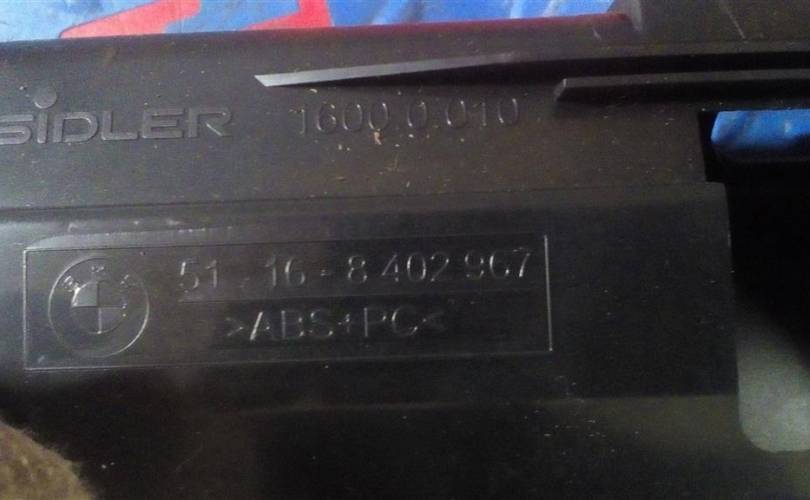 SiDLER 1600.0.010
51.16-8 402 967
>ABS+PC<